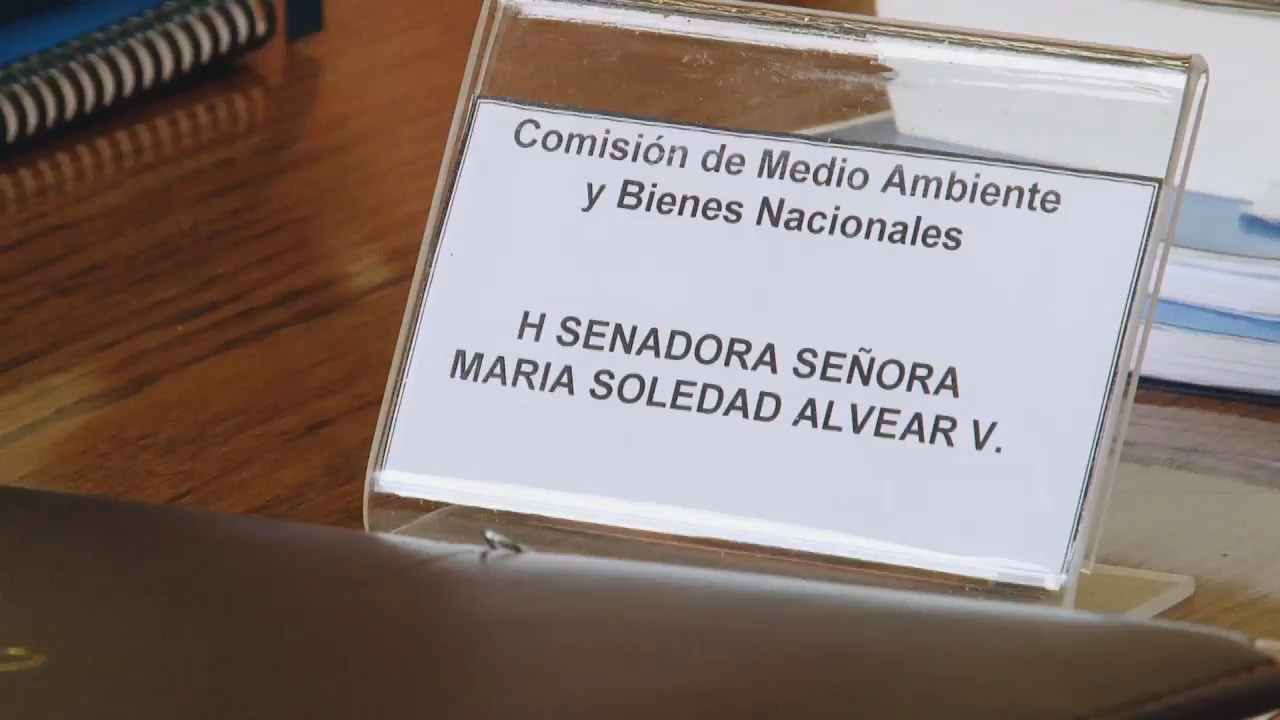 Comisión de Medio Ambiente
y Bienes Nacionales
H SENADORA SEÑORA
MARIA SOLEDAD ALVEAR V.